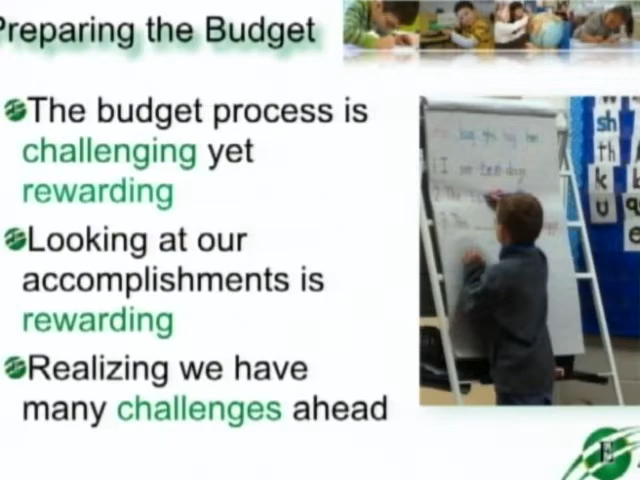 Preparing the Budget
The budget process is
challenging yet
rewarding
Looking at our
accomplishments is
rewarding
Realizing we have
many challenges ahead
sh
th
k
u
E